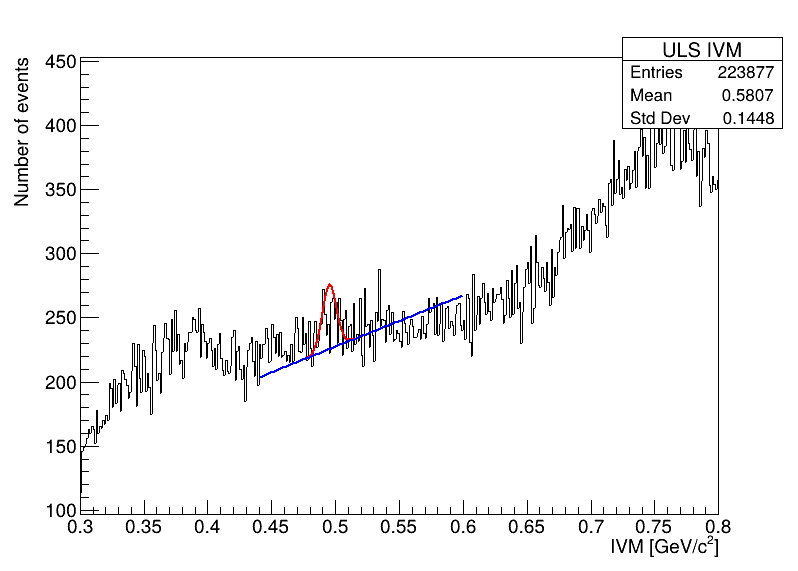 ULS IVM
Entries 223877
Mean 0.5807
Std Dev 0.1448
Number of events
450
400
350
300
250
200
150
100
0.3 0.35 0.4 0.45 0.5 0.55 0.6 0.65 0.7 0.75 0.8
IVM [GeV/c²]